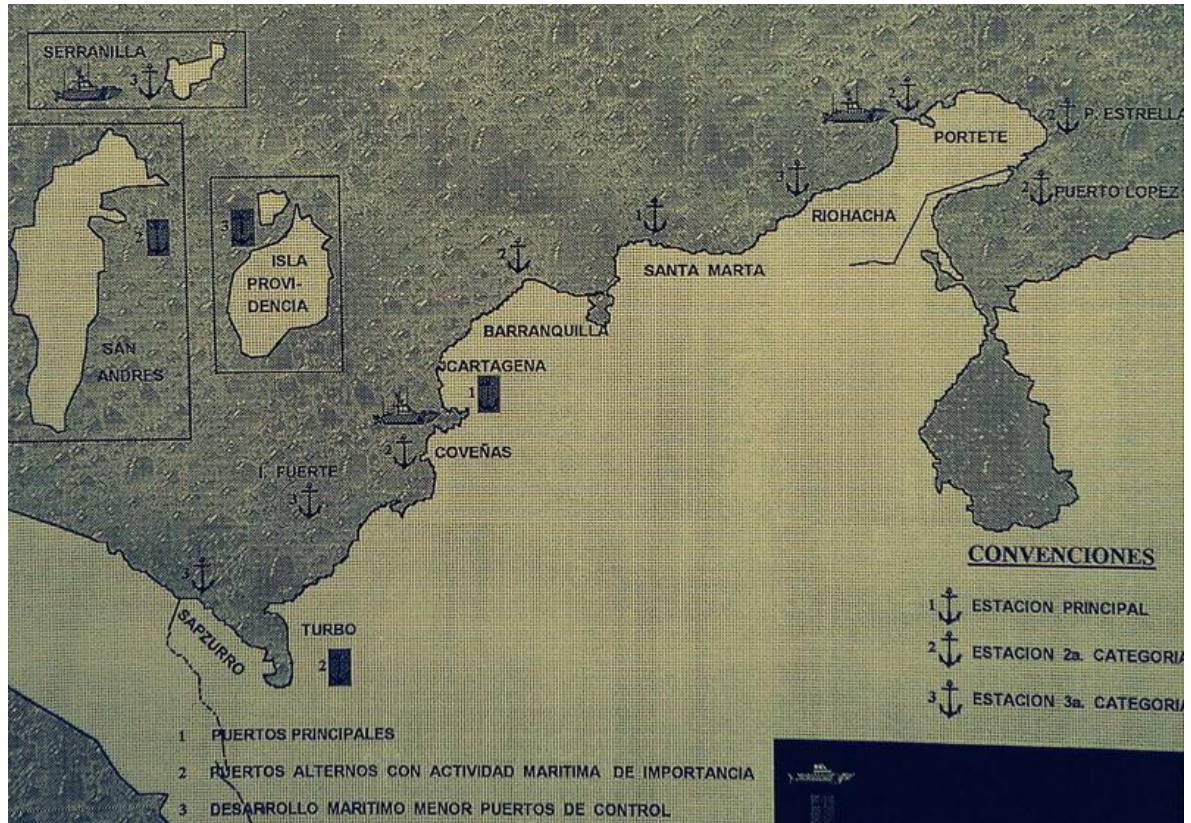 SERRANILLA
3
2
PORTETE
2
P. ESTRELLA
3
2
PUERTO LOPEZ
RIOHACHA
1
2
3
ISLA
PROVI-
DENCIA
2
SANTA MARTA
BARRANQUILLA
SAN
ANDRES
CARTAGENA
1
2
COVEÑAS
I. FUERTE
3
3
SAPZURRO
TURBO
2
CONVENCIONES
1 ESTACION PRINCIPAL
2 ESTACION 2a. CATEGORIA
3 ESTACION 3a. CATEGORIA
1 PUERTOS PRINCIPALES
2 PUERTOS ALTERNOS CON ACTIVIDAD MARITIMA DE IMPORTANCIA
3 DESARROLLO MARITIMO MENOR PUERTOS DE CONTROL